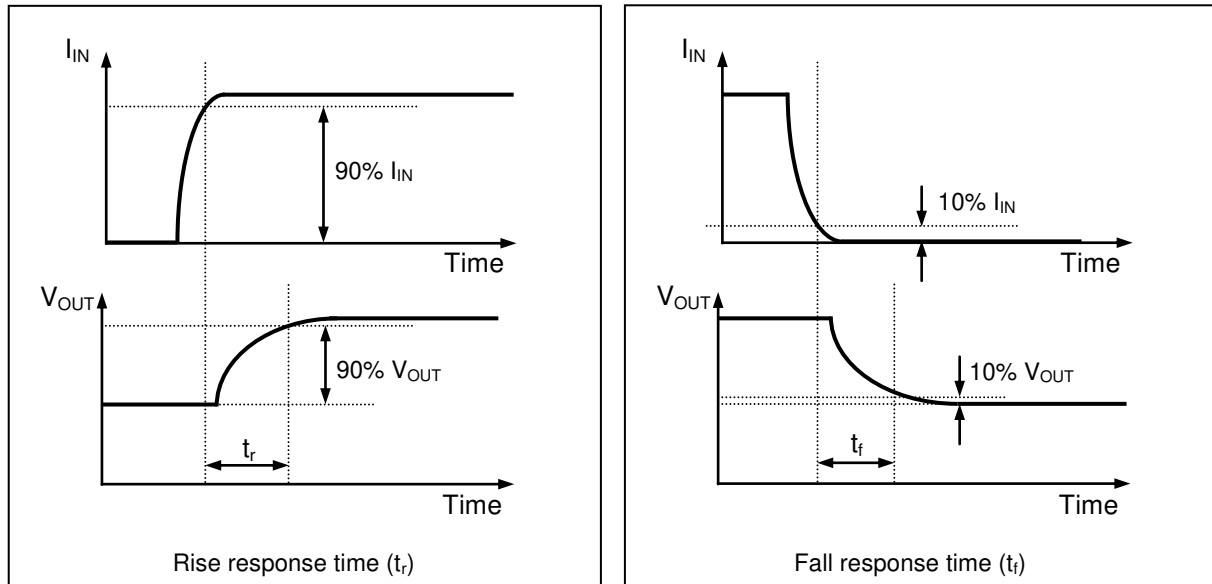 I_IN
90% I_IN
Time
V_OUT
90% V_OUT
t_r
Time
Rise response time (t_r)
I_IN
10% I_IN
Time
V_OUT
10% V_OUT
t_f
Time
Fall response time (t_f)